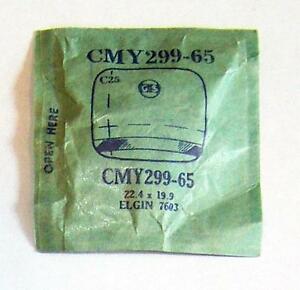 CMY299-65
C25
GS
OPEN HERE
CMY299-65
22.4 x 19.9
ELGIN 7603